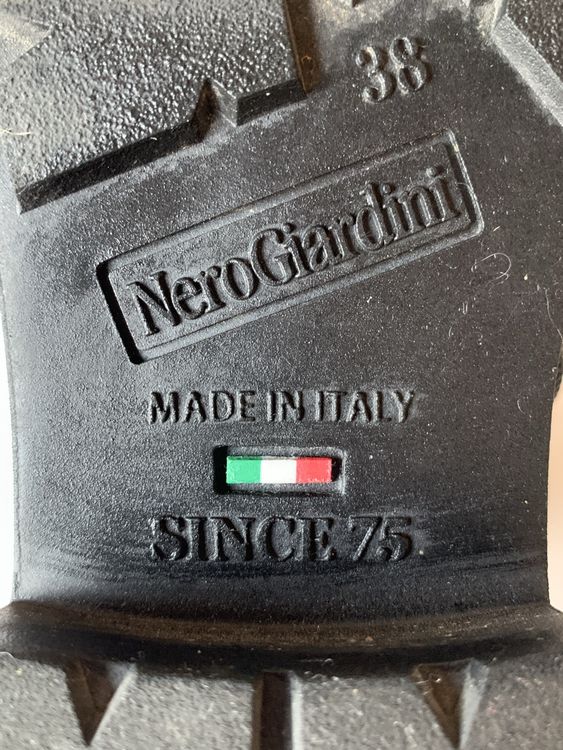 38
NeroGiardini
MADE IN ITALY
SINCE 75